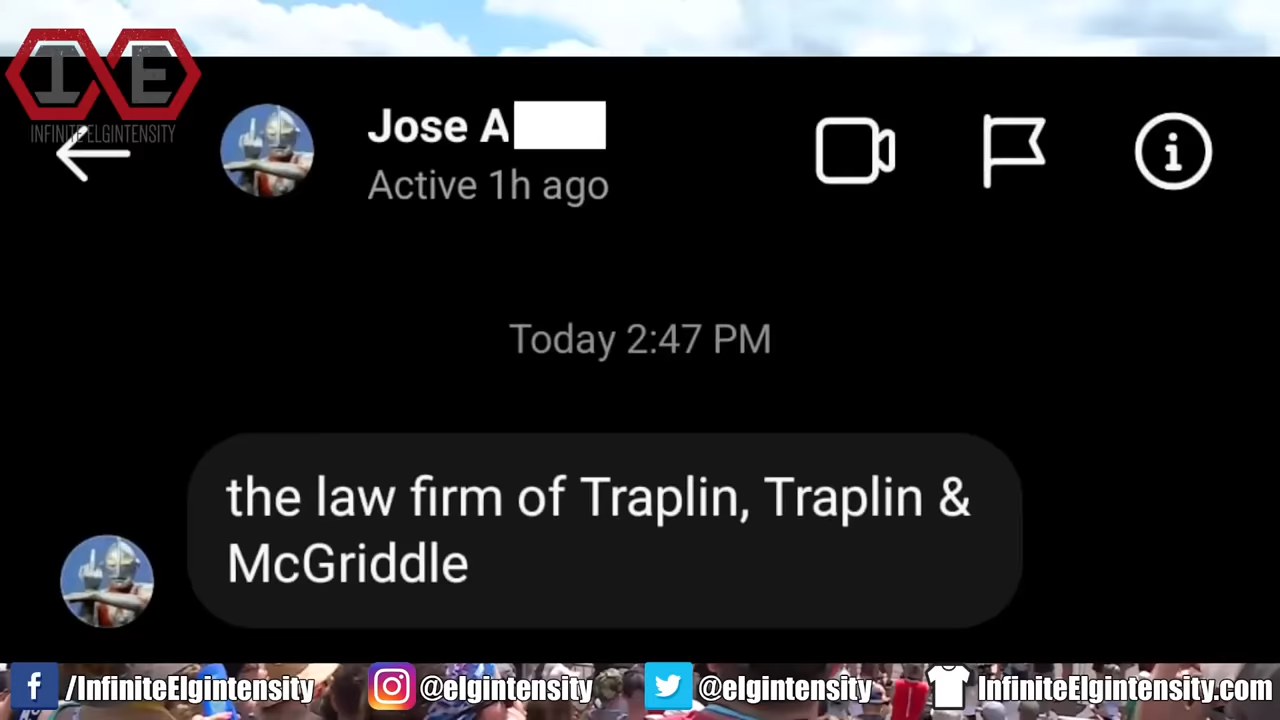 IE
INFINITE ELGINTENSITY
Jose A
Active 1h ago
Today 2:47 PM
the law firm of Traplin, Traplin &
McGriddle
/InfiniteElgintensity
@elgintensity
@elgintensity
InfiniteElgintensity.com